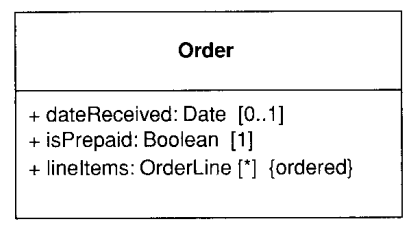 Order
+ dateReceived: Date [0..1]
+ isPrepaid: Boolean [1]
+ lineItems: OrderLine [*] {ordered}